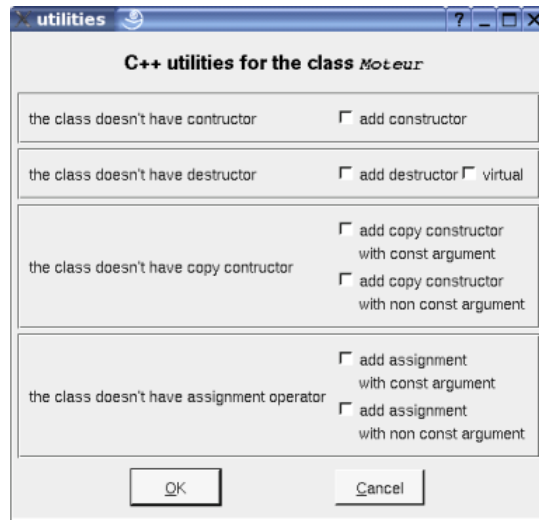 utilities
?
C++ utilities for the class Moteur
the class doesn't have contructor
add constructor
the class doesn't have destructor
add destructor
virtual
the class doesn't have copy contructor
add copy constructor
with const argument
add copy constructor
with non const argument
the class doesn't have assignment operator
add assignment
with const argument
add assignment
with non const argument
OK
Cancel